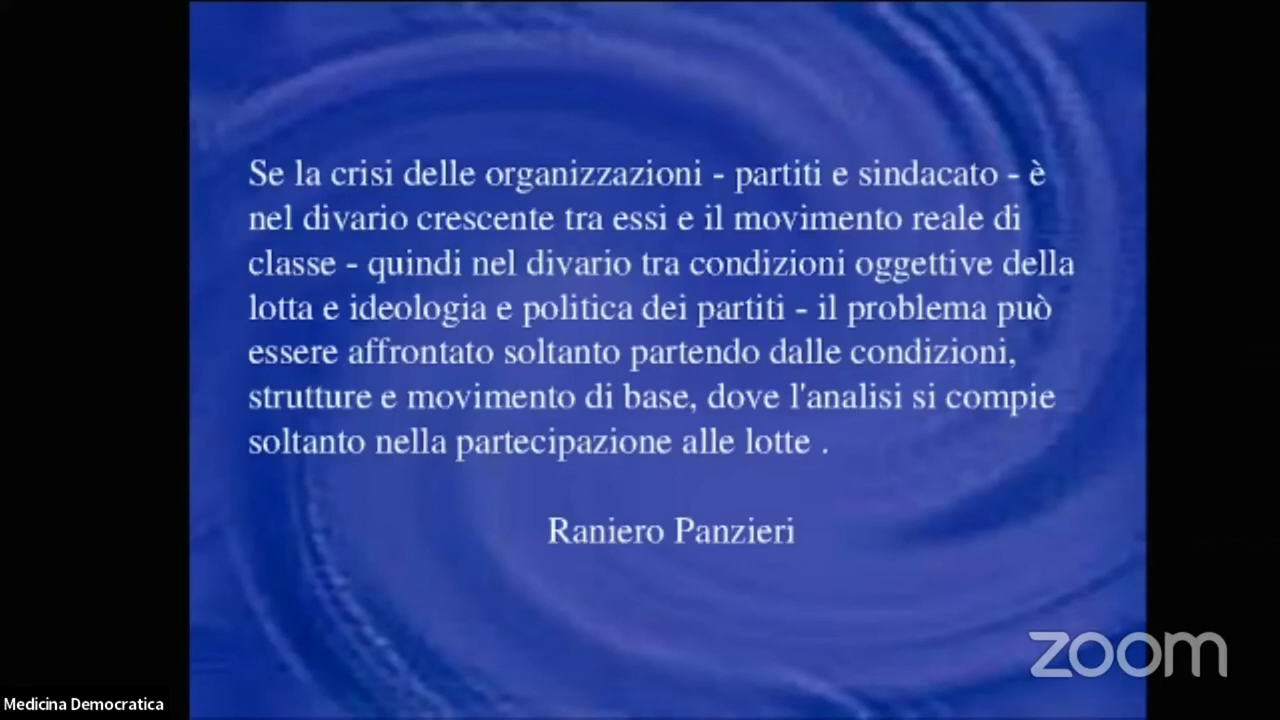 Se la crisi delle organizzazioni - partiti e sindacato - è
nel divario crescente tra essi e il movimento reale di
classe - quindi nel divario tra condizioni oggettive della
lotta e ideologia e politica dei partiti - il problema può
essere affrontato soltanto partendo dalle condizioni,
strutture e movimento di base, dove l'analisi si compie
soltanto nella partecipazione alle lotte .
Raniero Panzieri
zoom
Medicina Democratica